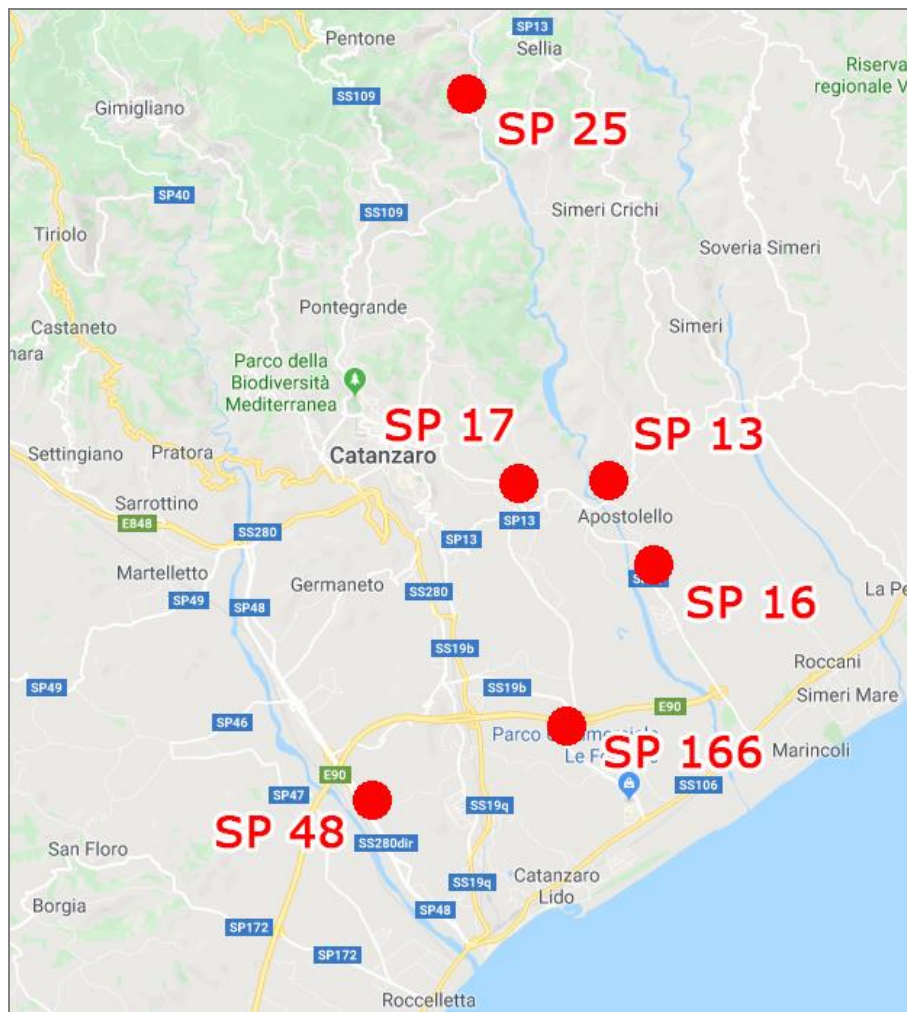 Pentone
SP13
Sellia
Riserva
regionale V
SS109
Gimigliano
SP 25
SP40
SS109
Simeri Crichi
Tiriolo
Soveria Simeri
Pontegrande
Castaneto
Simeri
nara
Parco della
Biodiversità
Mediterranea
SP 17
SP 13
Settingiano
Pratora
Catanzaro
Sarrottino
SP13
Apostolello
E848
SS280
SP13
Martelletto
Germaneto
SS280
SP49
SP48
SP 16
La Pe
SS19b
Roccani
SP49
SS19b
Simeri Mare
E90
SP46
Parco
Le
SP 166
Marincoli
E90
SP47
SS106
SS19q
SP 48
SS280dir
San Floro
Catanzaro
Lido
SS19q
Borgia
SP48
SP172
SP172
Roccelletta